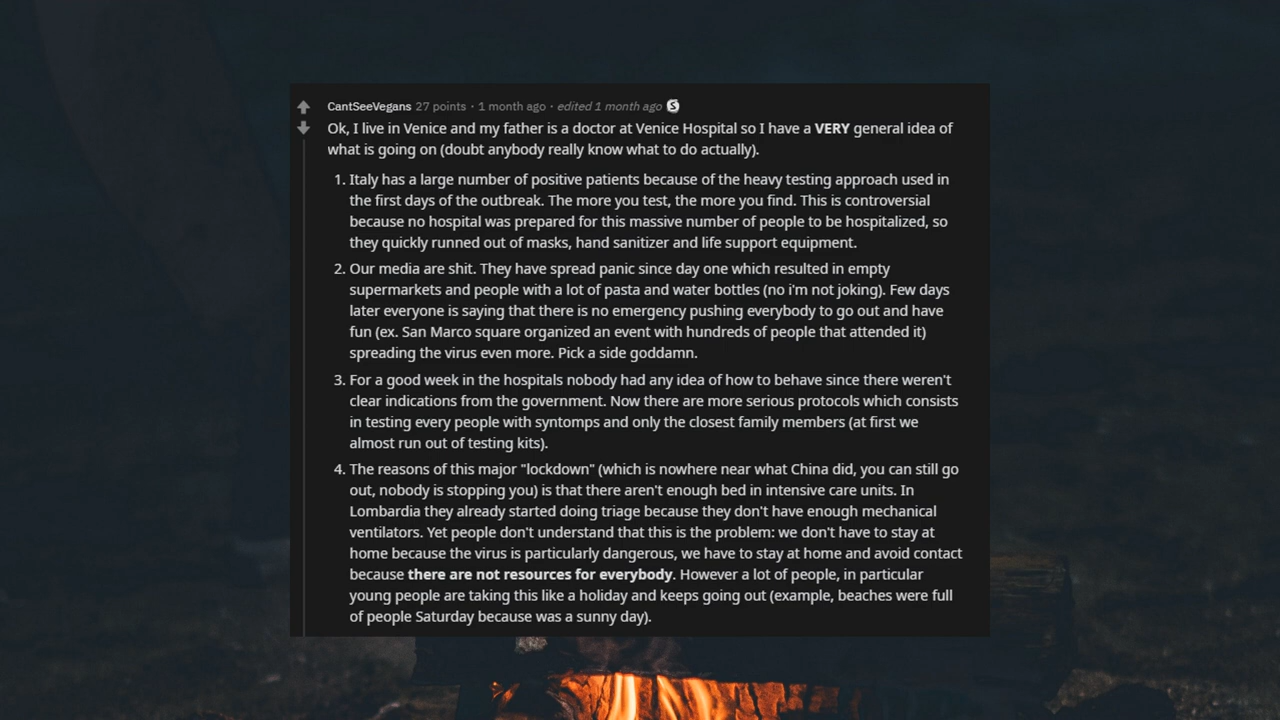 CantSeeVegans 27 points · 1 month ago · edited 1 month ago S
Ok, I live in Venice and my father is a doctor at Venice Hospital so I have a VERY general idea of
what is going on (doubt anybody really know what to do actually).
1. Italy has a large number of positive patients because of the heavy testing approach used in
the first days of the outbreak. The more you test, the more you find. This is controversial
because no hospital was prepared for this massive number of people to be hospitalized, so
they quickly runned out of masks, hand sanitizer and life support equipment.
2. Our media are shit. They have spread panic since day one which resulted in empty
supermarkets and people with a lot of pasta and water bottles (no i'm not joking). Few days
later everyone is saying that there is no emergency pushing everybody to go out and have
fun (ex. San Marco square organized an event with hundreds of people that attended it)
spreading the virus even more. Pick a side goddamn.
3. For a good week in the hospitals nobody had any idea of how to behave since there weren't
clear indications from the government. Now there are more serious protocols which consists
in testing every people with syntomps and only the closest family members (at first we
almost run out of testing kits).
4. The reasons of this major "lockdown" (which is nowhere near what China did, you can still go
out, nobody is stopping you) is that there aren't enough bed in intensive care units. In
Lombardia they already started doing triage because they don't have enough mechanical
ventilators. Yet people don't understand that this is the problem: we don't have to stay at
home because the virus is particularly dangerous, we have to stay at home and avoid contact
because there are not resources for everybody. However a lot of people, in particular
young people are taking this like a holiday and keeps going out (example, beaches were full
of people Saturday because was a sunny day).